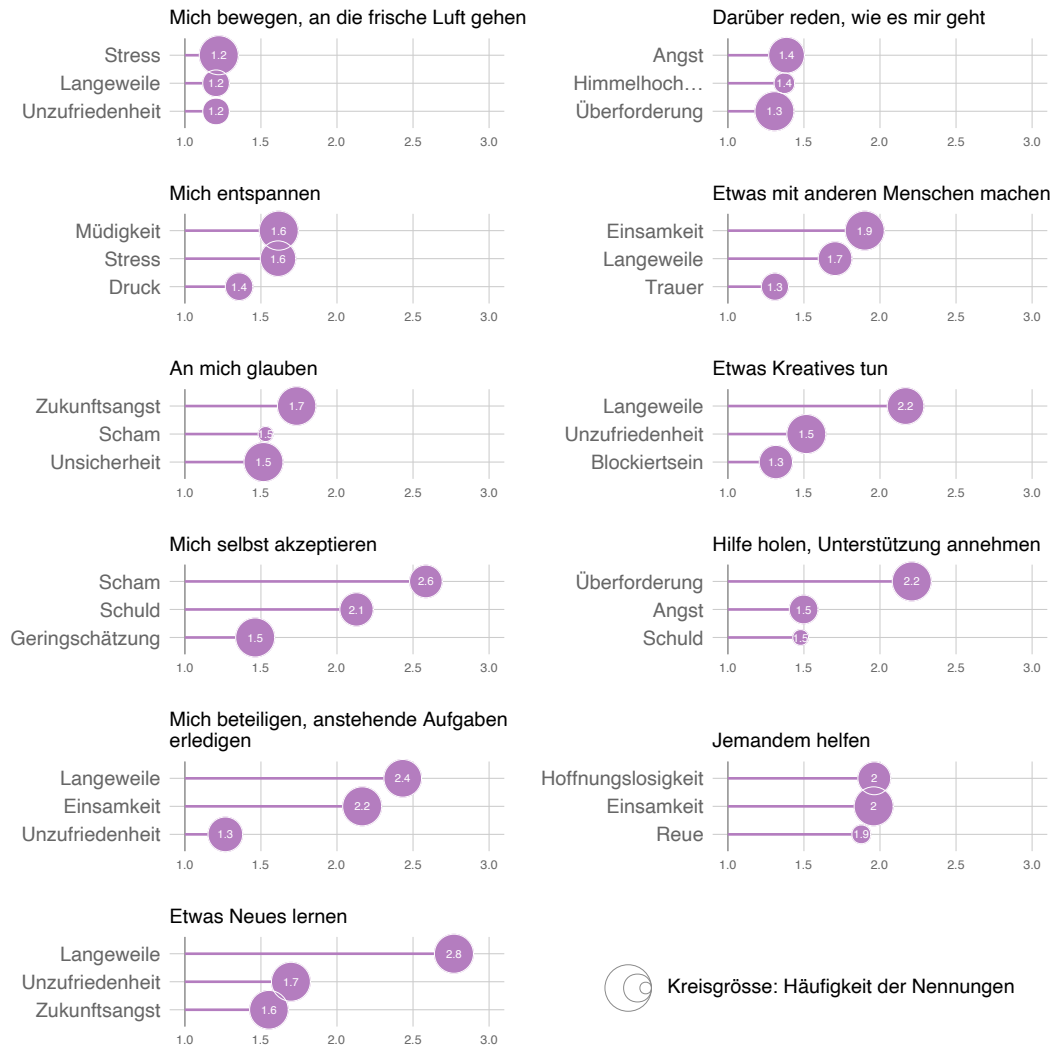 Mich bewegen, an die frische Luft gehen
Stress
1.2
Langeweile
1.2
Unzufriedenheit
1.2
1.0 1.5 2.0 2.5 3.0
Darüber reden, wie es mir geht
Angst
1.4
Himmelhoch…
1.4
Überforderung
1.3
1.0 1.5 2.0 2.5 3.0
Mich entspannen
Müdigkeit
1.6
Stress
1.6
Druck
1.4
1.0 1.5 2.0 2.5 3.0
Etwas mit anderen Menschen machen
Einsamkeit
1.9
Langeweile
1.7
Trauer
1.3
1.0 1.5 2.0 2.5 3.0
An mich glauben
Zukunftsangst
1.7
Scham
1.5
Unsicherheit
1.5
1.0 1.5 2.0 2.5 3.0
Etwas Kreatives tun
Langeweile
2.2
Unzufriedenheit
1.5
Blockiertsein
1.3
1.0 1.5 2.0 2.5 3.0
Mich selbst akzeptieren
Scham
2.6
Schuld
2.1
Geringschätzung
1.5
1.0 1.5 2.0 2.5 3.0
Hilfe holen, Unterstützung annehmen
Überforderung
2.2
Angst
1.5
Schuld
1.5
1.0 1.5 2.0 2.5 3.0
Mich beteiligen, anstehende Aufgaben
erledigen
Langeweile
2.4
Einsamkeit
2.2
Unzufriedenheit
1.3
1.0 1.5 2.0 2.5 3.0
Jemandem helfen
Hoffnungslosigkeit
2
Einsamkeit
2
Reue
1.9
1.0 1.5 2.0 2.5 3.0
Etwas Neues lernen
Langeweile
2.8
Unzufriedenheit
1.7
Zukunftsangst
1.6
1.0 1.5 2.0 2.5 3.0
Kreisgrösse: Häufigkeit der Nennungen